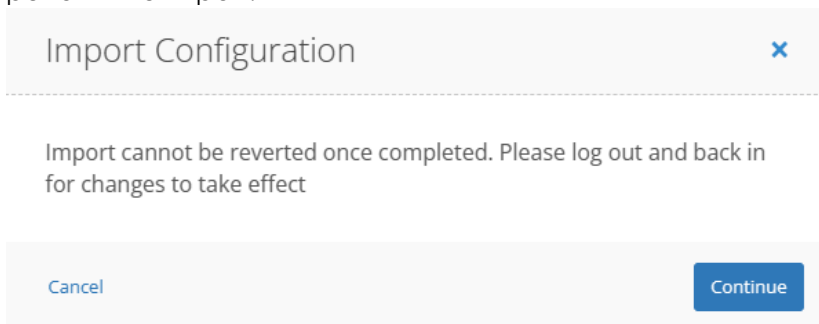 Import Configuration
×
Import cannot be reverted once completed. Please log out and back in
for changes to take effect
Cancel
Continue